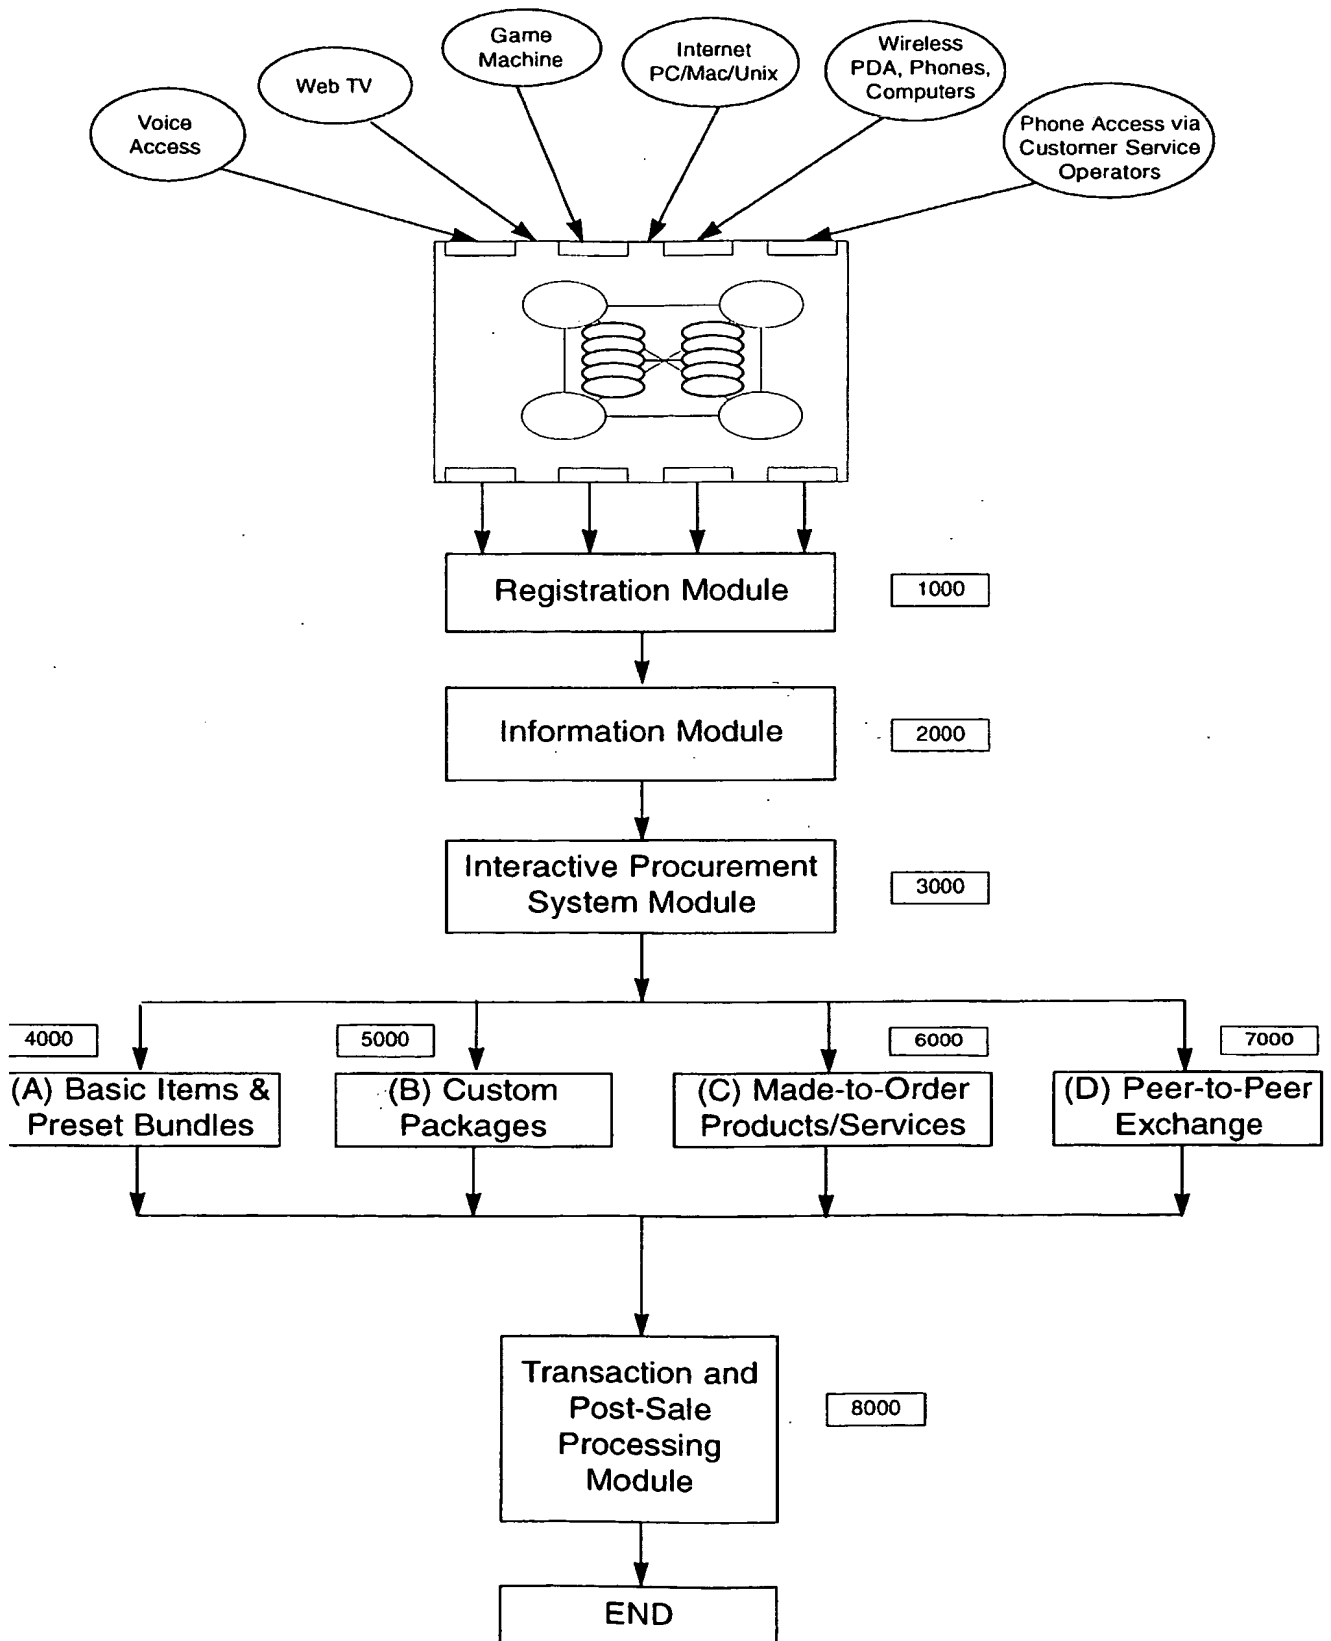 Game
Machine
Internet
PC/Mac/Unix
Wireless
PDA, Phones,
Computers
Web TV
Voice
Access
Phone Access via
Customer Service
Operators
Registration Module
1000
Information Module
2000
Interactive Procurement
System Module
3000
4000
5000
6000
7000
(A) Basic Items &
Preset Bundles
(B) Custom
Packages
(C) Made-to-Order
Products/Services
(D) Peer-to-Peer
Exchange
Transaction and
Post-Sale
Processing
Module
8000
END